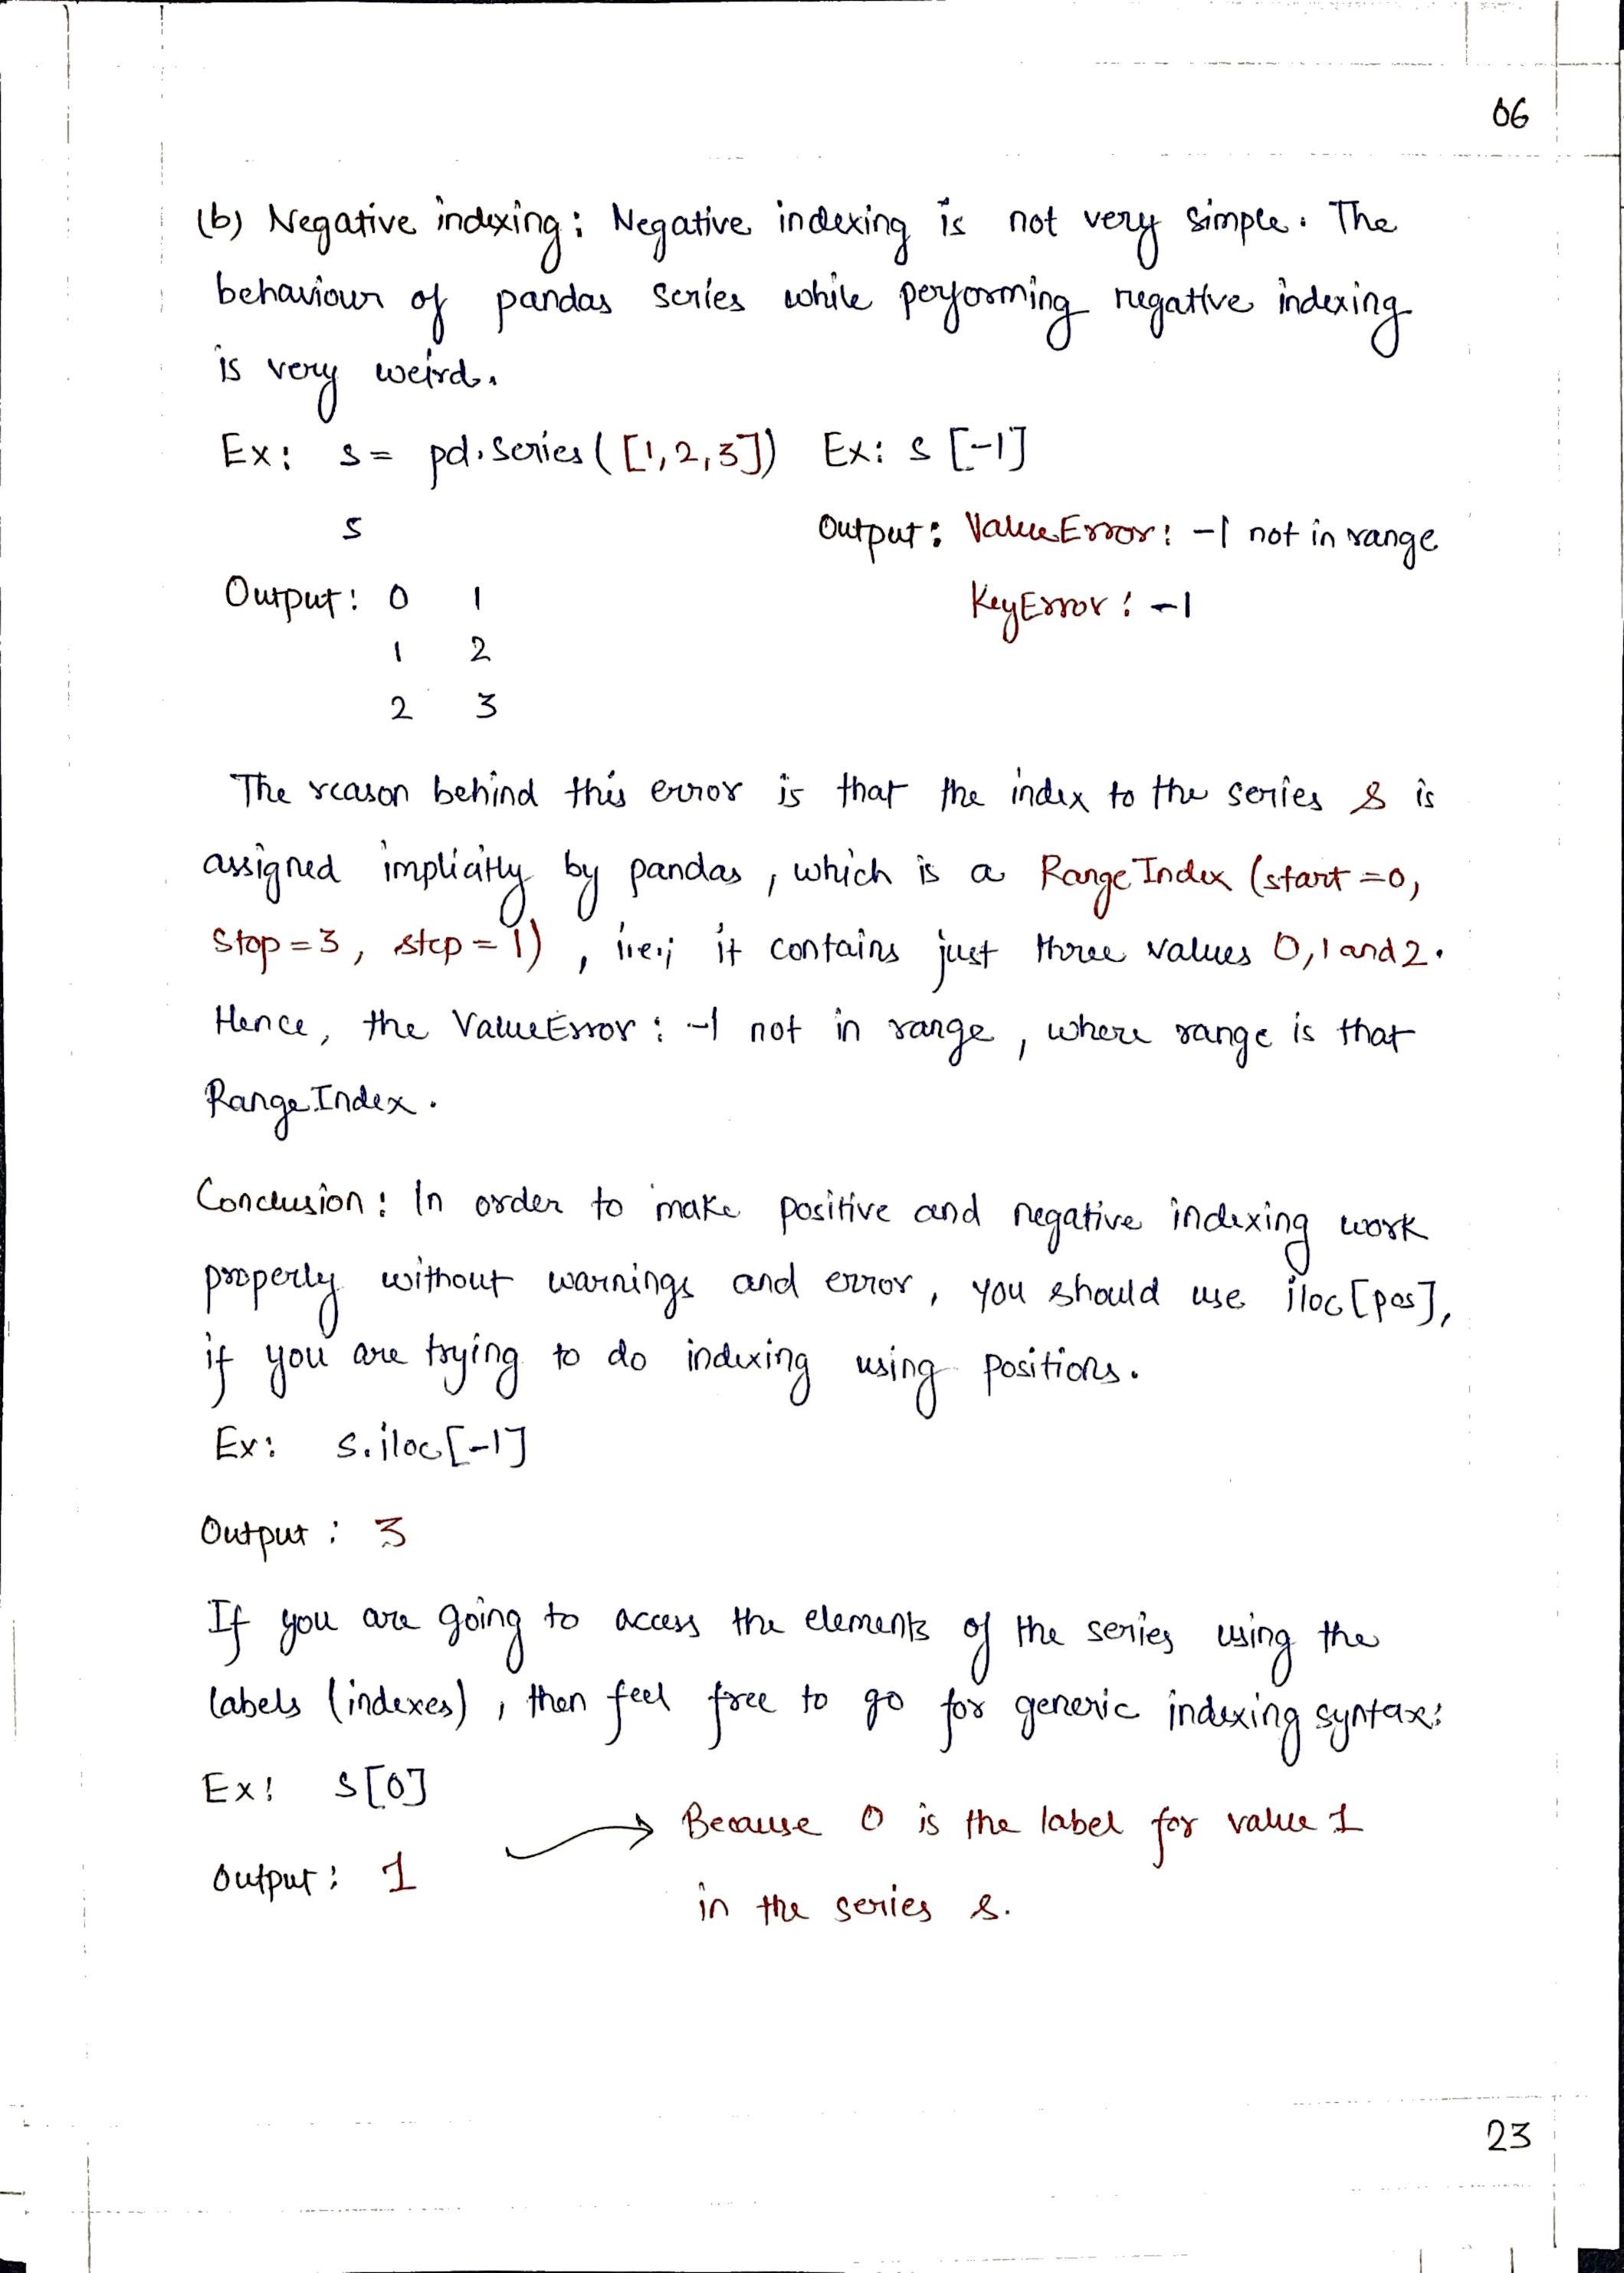 06
(b) Negative indexing: Negative indexing is not very simple. The
behaviour of pandas series while performing negative indexing
is very weird.
Ex: s = pd.Series([1,2,3]) Ex: s[-1]
s
Output: ValueError: -1 not in range
Output: 0 1
KeyError: -1
1 2
2 3
The reason behind this error is that the index to the series s is
assigned implicitly by pandas, which is a RangeIndex (start=0,
stop=3, step=1), i.e.; it contains just three values 0,1 and 2.
Hence, the ValueError: -1 not in range, where range is that
RangeIndex.
Conclusion: In order to make positive and negative indexing work
properly without warnings and error, you should use iloc[pos],
if you are trying to do indexing using positions.
Ex: s.iloc[-1]
Output: 3
If you are going to access the elements of the series using the
labels (indexes), then feel free to go for generic indexing syntax:
Ex: s[0]
Because 0 is the label for value 1
Output: 1
in the series s.
23